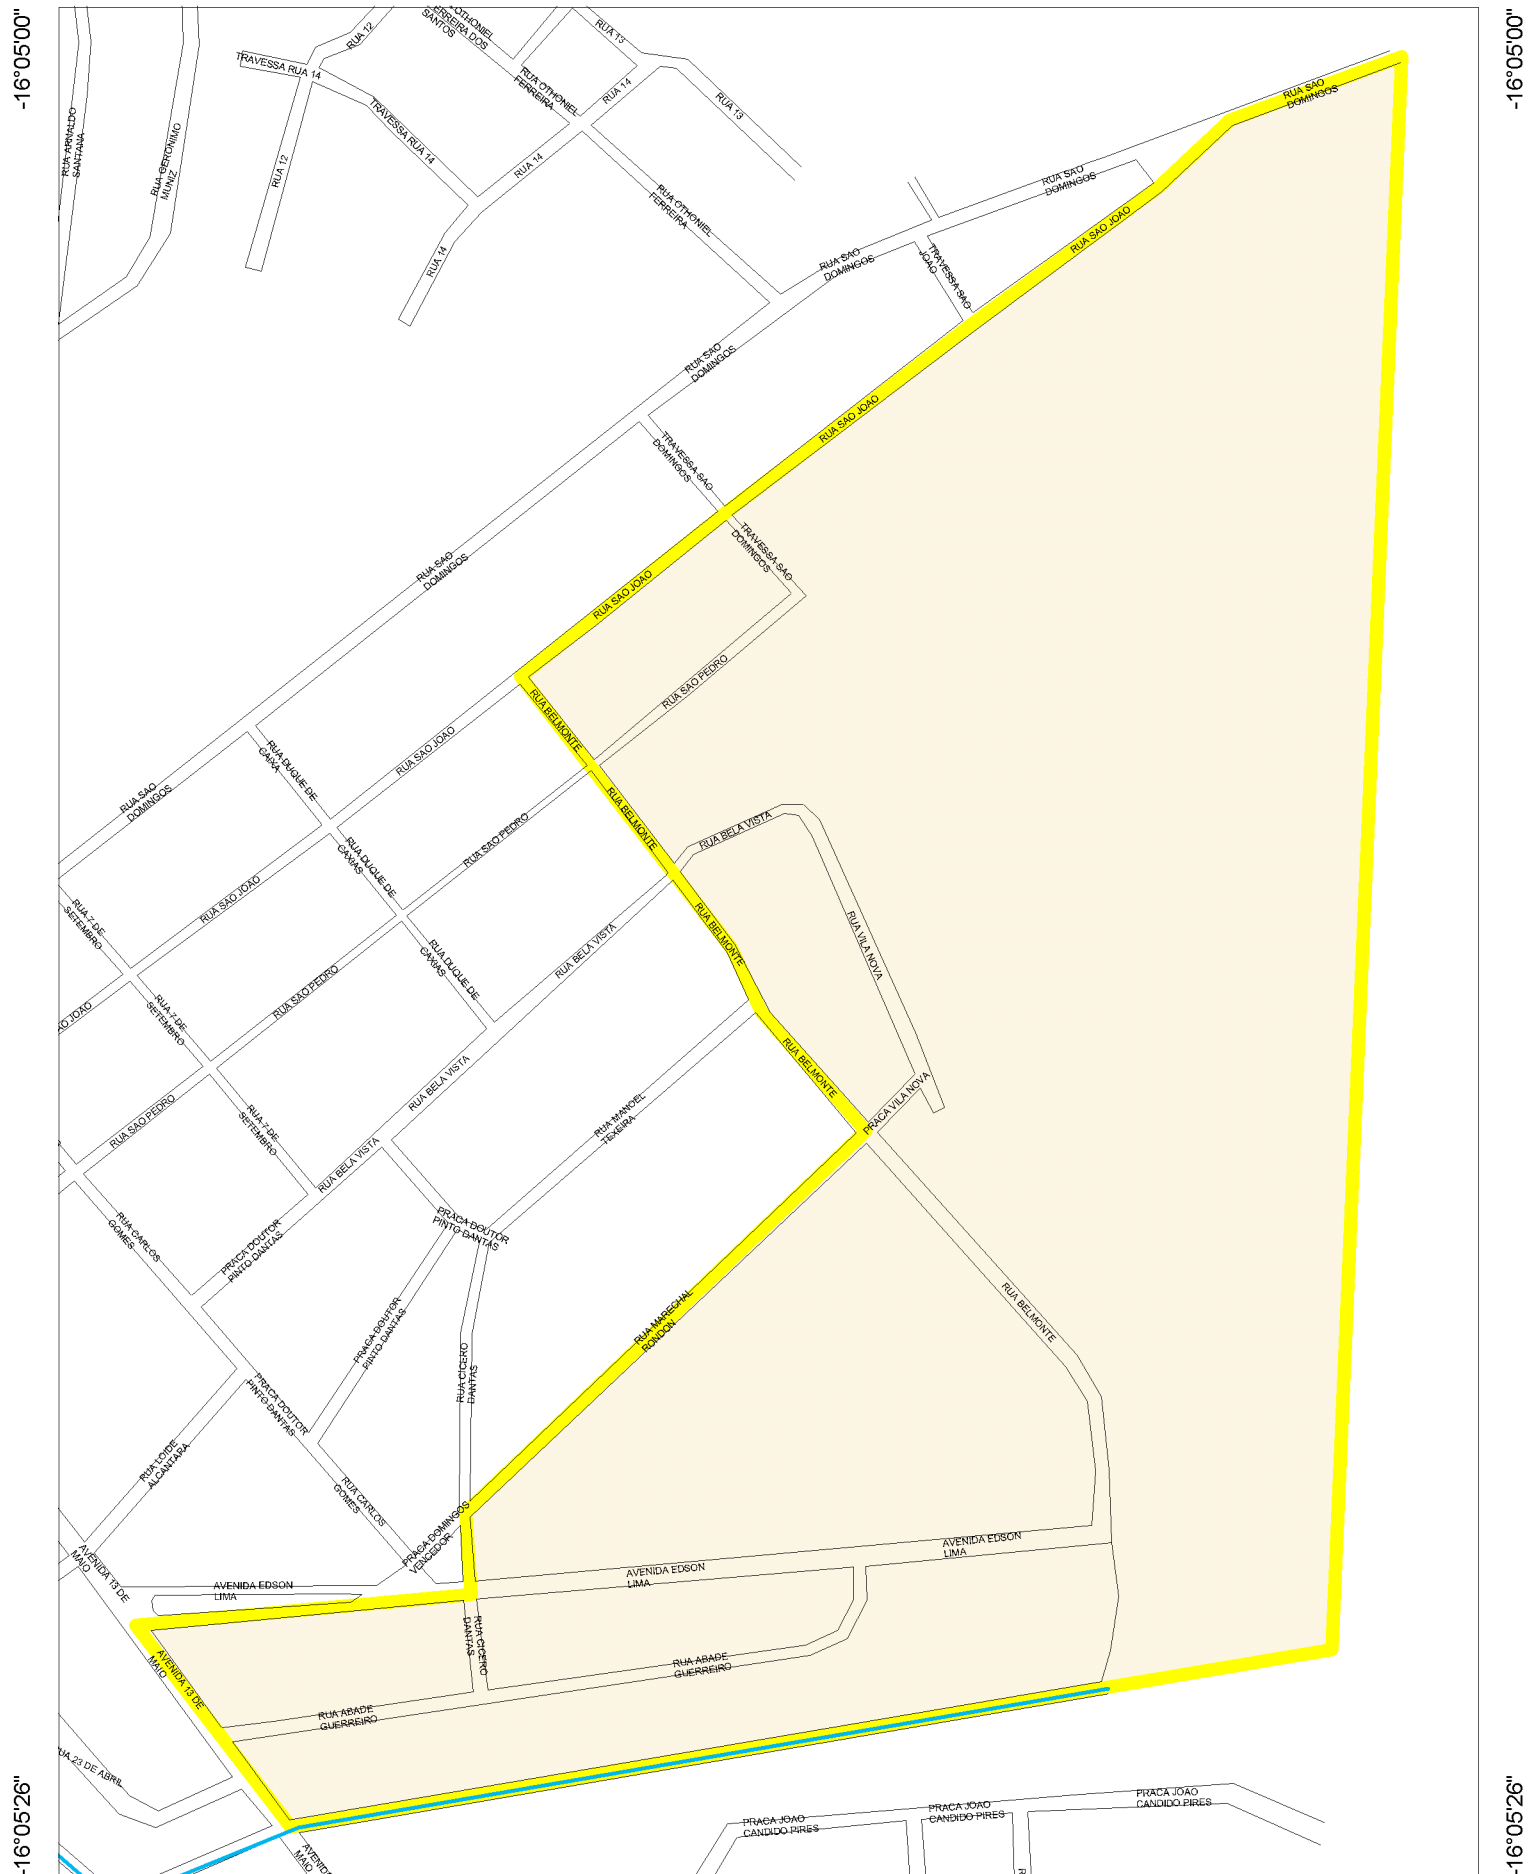 -16°05'00"
-16°05'00"
RUA 12
OTHONIEL
FERREIRA DOS
SANTOS
RUA 13
TRAVESSA RUA 14
RUA OTHONIEL
FERREIRA
RUA 14
RUA 13
TRAVESSA RUA 14
RUA ARNALDO
SANTANA
RUA GERONIMO
MUNIZ
RUA 12
RUA 14
RUA SAO
DOMINGOS
RUA SAO
DOMINGOS
RUA OTHONIEL
FERREIRA
RUA SAO JOAO
RUA 14
RUA SAO
DOMINGOS
TRAVESSA SAO
JOAO
RUA SAO
DOMINGOS
RUA SAO JOAO
TRAVESSA SAO
DOMINGOS
TRAVESSA SAO
DOMINGOS
RUA SAO
DOMINGOS
RUA SAO JOAO
RUA SAO PEDRO
RUA BELMONTE
RUA SAO JOAO
RUA DUQUE DE
CAIXA
RUA SAO
DOMINGOS
RUA BELMONTE
RUA SAO PEDRO
RUA BELA VISTA
RUA DUQUE DE
CAXIAS
RUA SAO JOAO
RUA 7 DE
SETEMBRO
RUA BELMONTE
RUA VILA NOVA
RUA BELA VISTA
RUA DUQUE DE
CAXIAS
RUA SAO PEDRO
AO JOAO
RUA 7 DE
SETEMBRO
RUA BELMONTE
RUA BELA VISTA
PRACA VILA NOVA
RUA MANOEL
TEXEIRA
RUA SAO PEDRO
RUA 7 DE
SETEMBRO
RUA BELA VISTA
RUA CARLOS
GOMES
PRACA DOUTOR
PINTO DANTAS
PRACA DOUTOR
PINTO DANTAS
RUA BELMONTE
RUA MARECHAL
RONDON
PRACA DOUTOR
PINTO DANTAS
RUA CICERO
DANTAS
PRACA DOUTOR
PINTO DANTAS
RUA LOIDE
ALCANTARA
RUA CARLOS
GOMES
PRACA DOMINGOS
VENCEDOR
AVENIDA EDSON
LIMA
AVENIDA 13 DE
MAIO
AVENIDA EDSON
LIMA
AVENIDA EDSON
LIMA
RUA CICERO
DANTAS
AVENIDA 13 DE
MAIO
RUA ABADE
GUERREIRO
RUA ABADE
GUERREIRO
UA 23 DE ABRIL
PRACA JOAO
CANDIDO PIRES
PRACA JOAO
CANDIDO PIRES
PRACA JOAO
CANDIDO PIRES
AVENIDA
MAIO
R
-16°05'26"
-16°05'26"